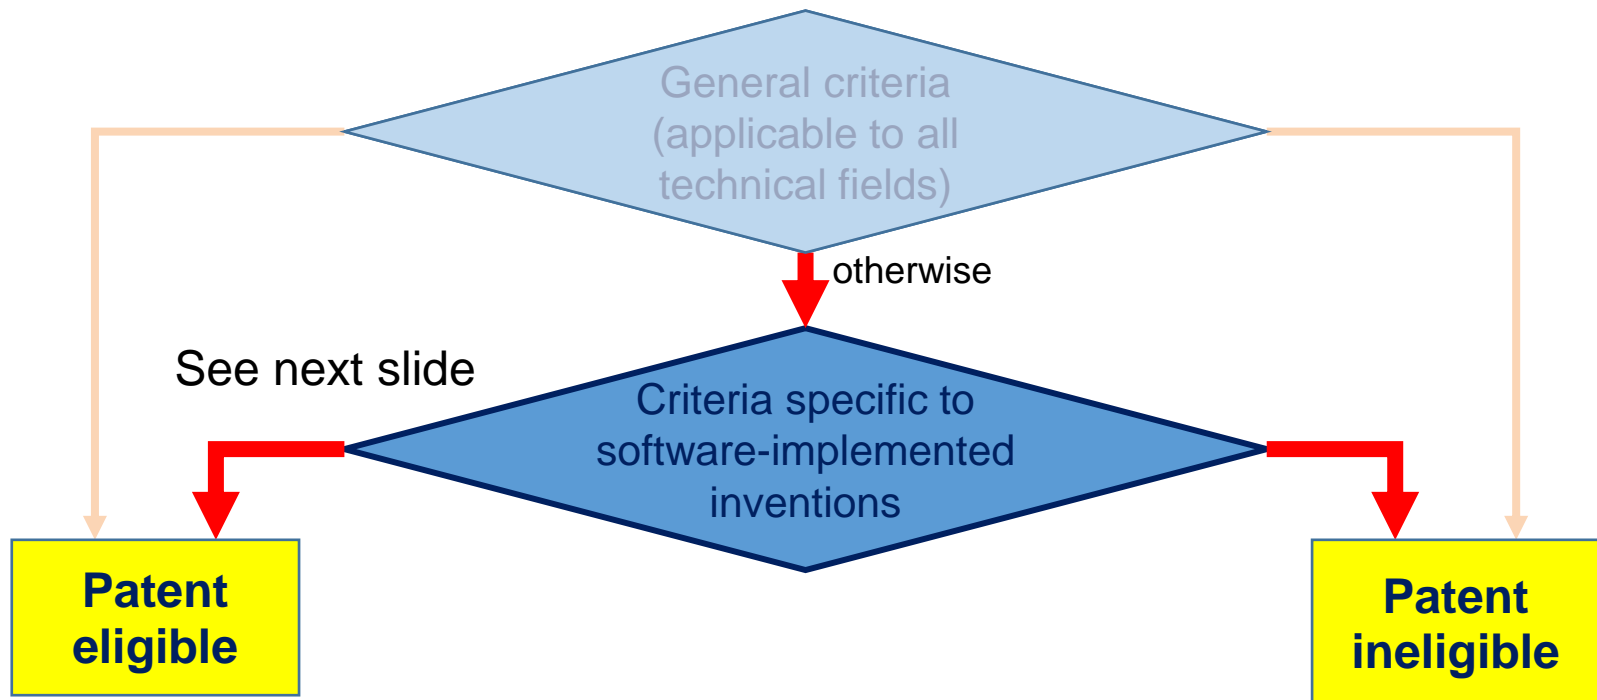 General criteria
(applicable to all
technical fields)
otherwise
See next slide
Criteria specific to
software-implemented
inventions
Patent
eligible
Patent
ineligible